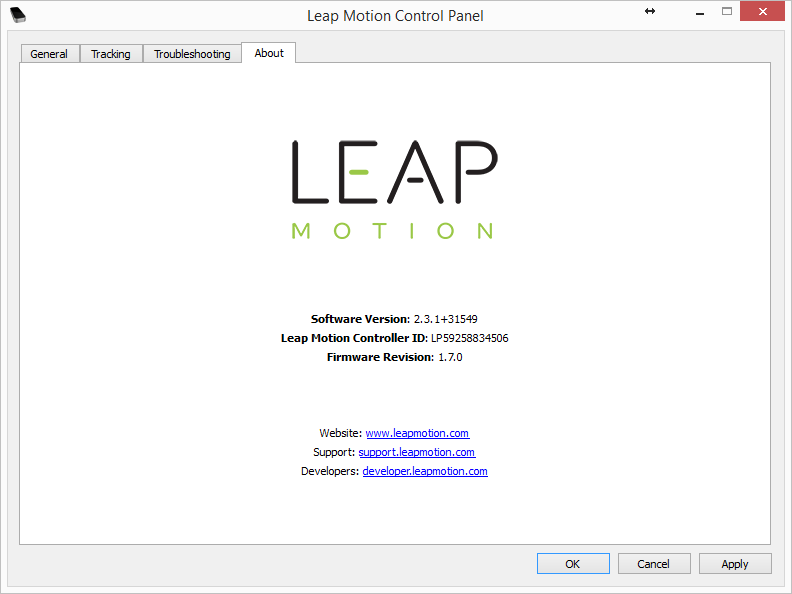 Leap Motion Control Panel
General Tracking Troubleshooting About
LEAP
MOTION
Software Version: 2.3.1+31549
Leap Motion Controller ID: LP59258834506
Firmware Revision: 1.7.0
Website: www.leapmotion.com
Support: support.leapmotion.com
Developers: developer.leapmotion.com
OK Cancel Apply